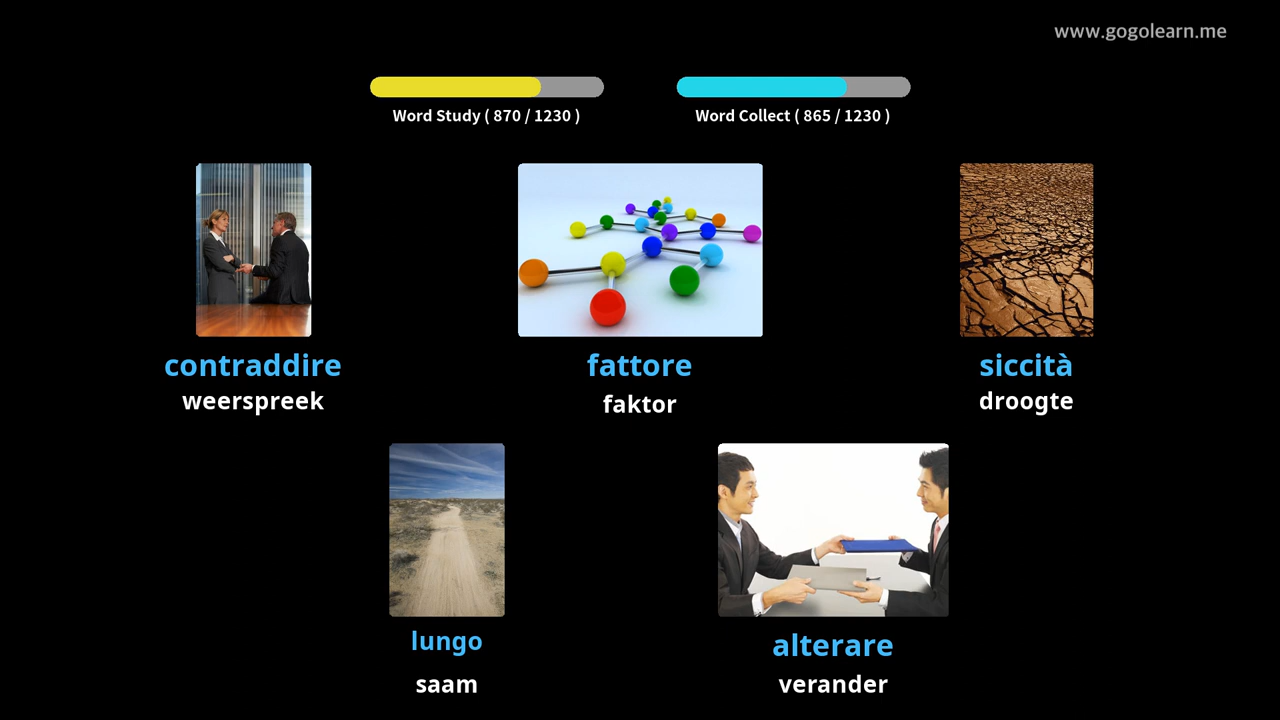 www.gogolearn.me
Word Study ( 870 / 1230 )
Word Collect ( 865 / 1230 )
contraddire
weerspreek
fattore
faktor
siccità
droogte
lungo
saam
alterare
verander